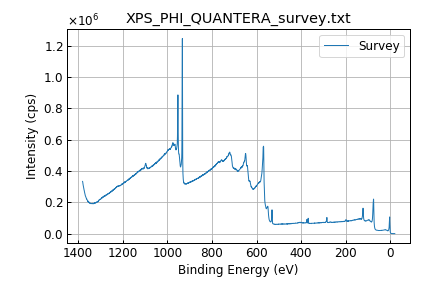 XPS_PHI_QUANTERA_survey.txt
×10⁶
Survey
1.2
1.0
0.8
0.6
0.4
0.2
0.0
Intensity (cps)
1400 1200 1000 800 600 400 200 0
Binding Energy (eV)